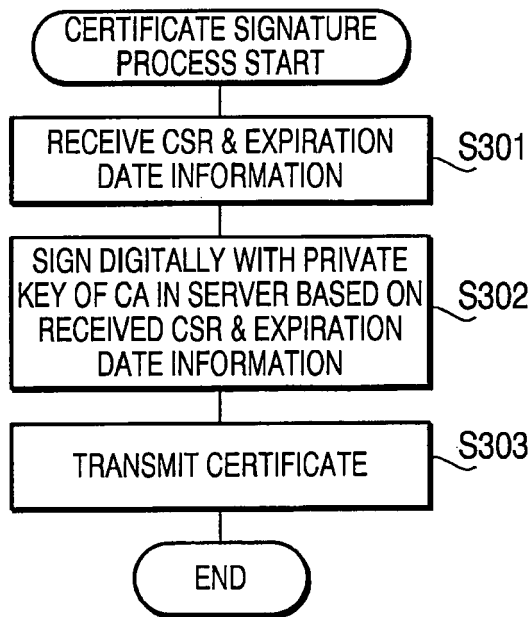 CERTIFICATE SIGNATURE
PROCESS START
RECEIVE CSR & EXPIRATION
DATE INFORMATION
S301
SIGN DIGITALLY WITH PRIVATE
KEY OF CA IN SERVER BASED ON
RECEIVED CSR & EXPIRATION
DATE INFORMATION
S302
TRANSMIT CERTIFICATE
S303
END